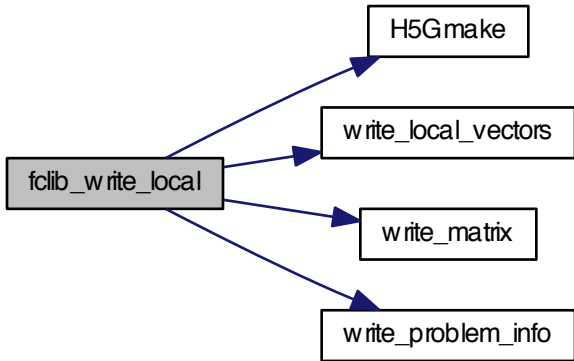 H5Gmake
write_local_vectors
fclib_write_local
write_matrix
write_problem_info